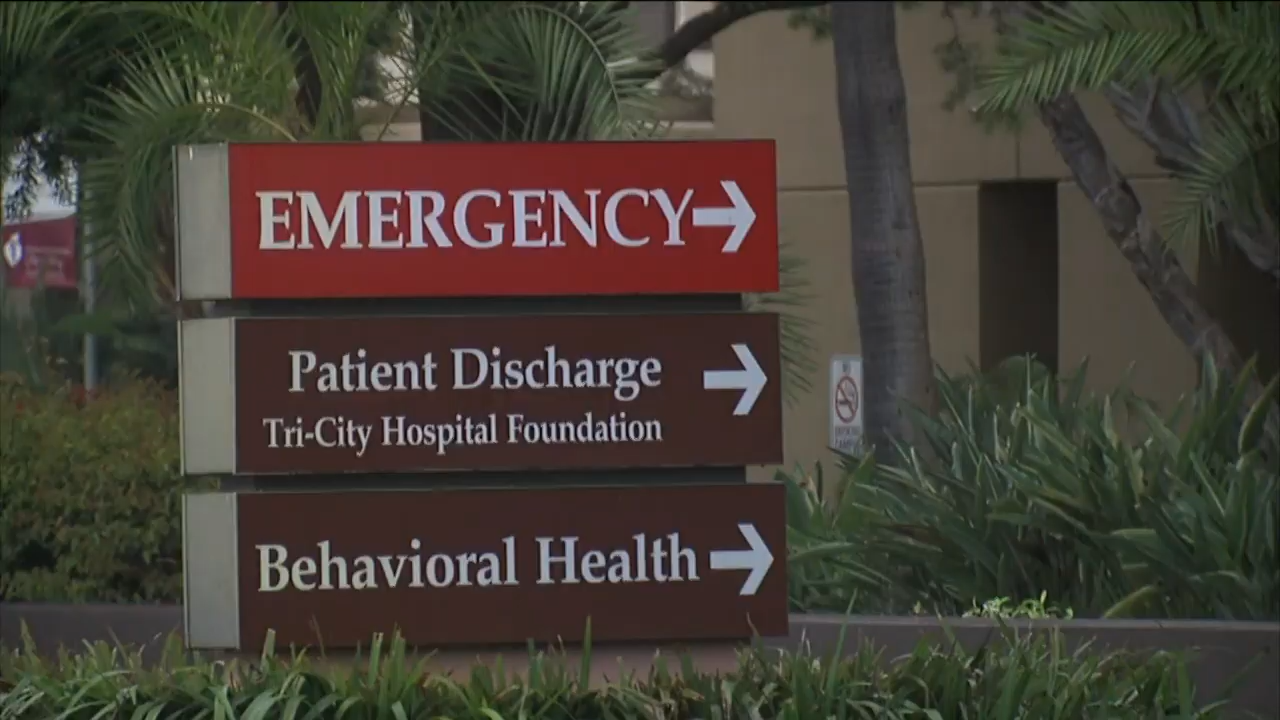 EMERGENCY→
Patient Discharge →
Tri-City Hospital Foundation
Behavioral Health →